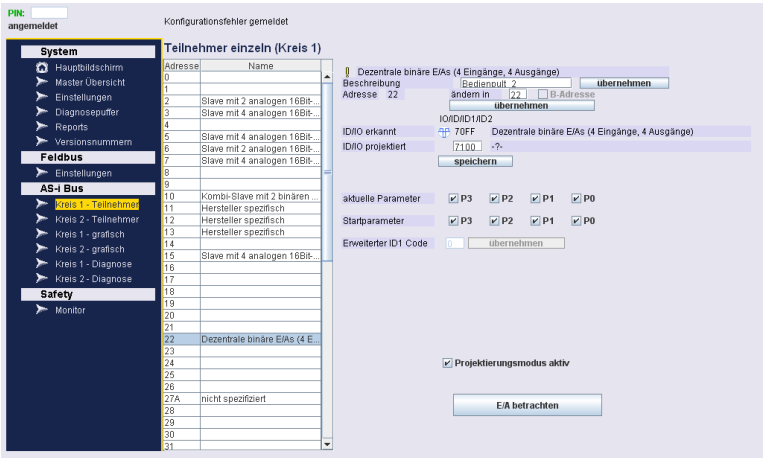 PIN:
angemeldet
Konfigurationsfehler gemeldet
System
Hauptbildschirm
Master Übersicht
Einstellungen
Diagnosepuffer
Reports
Versionsnummern
Feldbus
Einstellungen
AS-i Bus
Kreis 1 - Teilnehmer
Kreis 2 - Teilnehmer
Kreis 1 - grafisch
Kreis 2 - grafisch
Kreis 1 - Diagnose
Kreis 2 - Diagnose
Safety
Monitor
Teilnehmer einzeln (Kreis 1)
Adresse Name
0
1
2 Slave mit 2 analogen 16Bit-...
3 Slave mit 4 analogen 16Bit-...
4
5 Slave mit 4 analogen 16Bit-...
6 Slave mit 2 analogen 16Bit-...
7 Slave mit 4 analogen 16Bit-...
8
9
10 Kombi-Slave mit 2 binären ...
11 Hersteller spezifisch
12 Hersteller spezifisch
13 Hersteller spezifisch
14
15 Slave mit 4 analogen 16Bit-...
16
17
18
19
20
21
22 Dezentrale binäre E/As (4 E...
23
24
25
26
27A nicht spezifiziert
28
29
30
31
Dezentrale binäre E/As (4 Eingänge, 4 Ausgänge)
Beschreibung Bedienpult_2 übernehmen
Adresse 22 ändern in 22 B-Adresse
übernehmen
IO/ID/ID1/ID2
ID/IO erkannt 70FF Dezentrale binäre E/As (4 Eingänge, 4 Ausgänge)
ID/IO projektiert 7100 -?-
speichern
aktuelle Parameter P3 P2 P1 P0
Startparameter P3 P2 P1 P0
Erweiterter ID1 Code 0 übernehmen
Projektierungsmodus aktiv
E/A betrachten